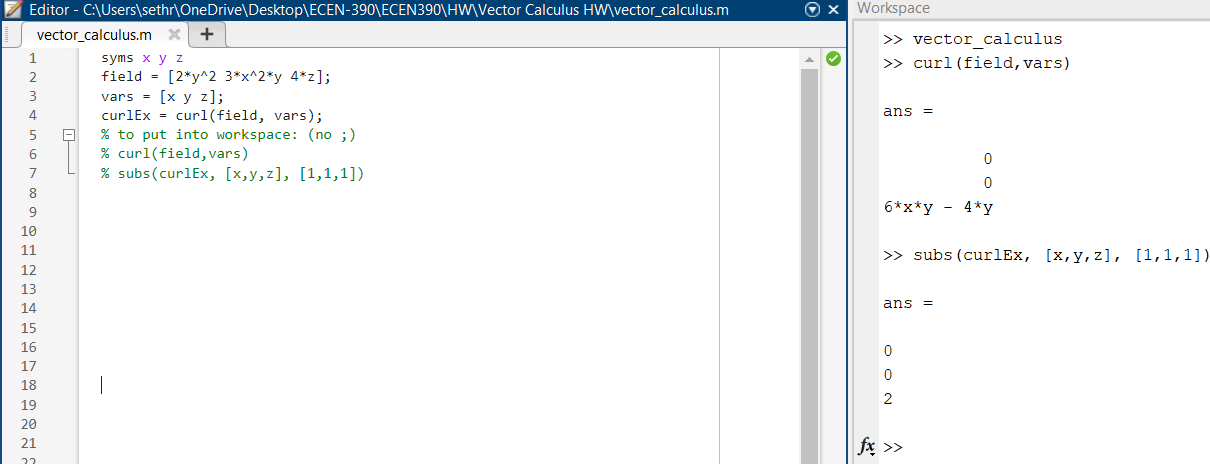 Editor - C:\Users\sethr\OneDrive\Desktop\ECEN-390\ECEN390\HW\Vector Calculus HW\vector_calculus.m
vector_calculus.m
1 syms x y z
2 field = [2*y^2 3*x^2*y 4*z];
3 vars = [x y z];
4 curlEx = curl(field, vars);
5 % to put into workspace: (no ;)
6 % curl(field,vars)
7 % subs(curlEx, [x,y,z], [1,1,1])
8
9
10
11
12
13
14
15
16
17
18
19
20
21
22
Workspace
>> vector_calculus
>> curl(field,vars)
ans =
0
0
6*x*y - 4*y
>> subs(curlEx, [x,y,z], [1,1,1])
ans =
0
0
2
fx >>